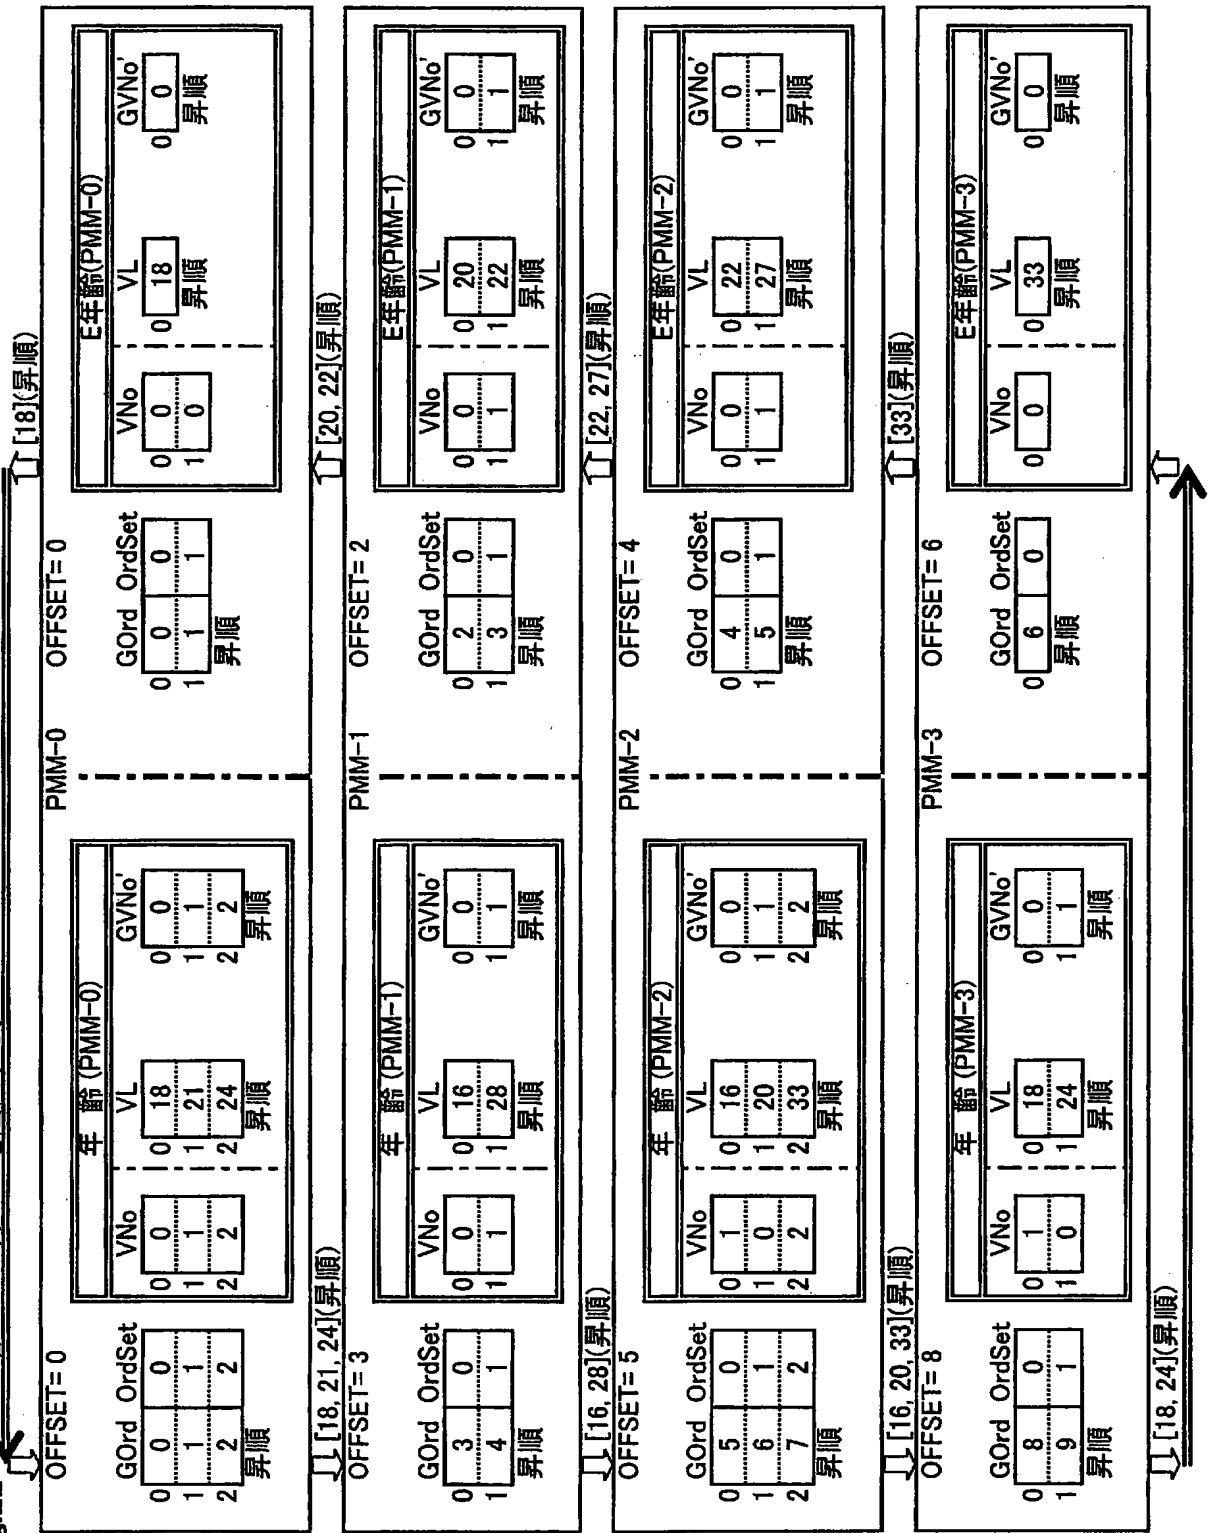 [18](昇順)
OFFSET= 0 PMM-0 OFFSET= 0
年 齢(PMM-0) E年齢(PMM-0)
GOrd OrdSet VNo VL GVNo' GOrd OrdSet VNo VL GVNo'
0 0 0 0 0 0 18 0 0 0 0 0 0 0 0 18 0 0
1 1 1 1 1 1 21 1 1 1 1 1 1 0 昇順 昇順
2 2 2 2 2 2 24 2 2 昇順
昇順 昇順 昇順
[18, 21, 24](昇順) [20, 22](昇順)
OFFSET= 3 PMM-1 OFFSET= 2
年 齢(PMM-1) E年齢(PMM-1)
GOrd OrdSet VNo VL GVNo' GOrd OrdSet VNo VL GVNo'
0 3 0 0 0 0 16 0 0 0 2 0 0 0 0 20 0 0
1 4 1 1 1 1 28 1 1 1 3 1 1 1 1 22 1 1
昇順 昇順 昇順 昇順 昇順 昇順
[16, 28](昇順) [22, 27](昇順)
OFFSET= 5 PMM-2 OFFSET= 4
年 齢(PMM-2) E年齢(PMM-2)
GOrd OrdSet VNo VL GVNo' GOrd OrdSet VNo VL GVNo'
0 5 0 0 1 0 16 0 0 0 4 0 0 0 0 22 0 0
1 6 1 1 0 1 20 1 1 1 5 1 1 1 1 27 1 1
2 7 2 2 2 2 33 2 2 昇順 昇順 昇順
昇順 昇順 昇順
[16, 20, 33](昇順) [33](昇順)
OFFSET= 8 PMM-3 OFFSET= 6
年 齢(PMM-3) E年齢(PMM-3)
GOrd OrdSet VNo VL GVNo' GOrd OrdSet VNo VL GVNo'
0 8 0 0 1 0 18 0 0 0 6 0 0 0 0 33 0 0
1 9 1 1 0 1 24 1 1 昇順 昇順 昇順
昇順 昇順 昇順
[18, 24](昇順)